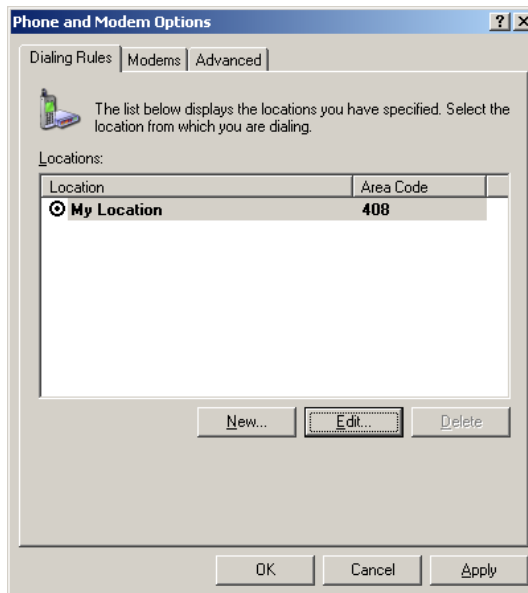 Phone and Modem Options
Dialing Rules Modems Advanced
The list below displays the locations you have specified. Select the
location from which you are dialing.
Locations:
Location Area Code
My Location 408
New... Edit... Delete
OK Cancel Apply